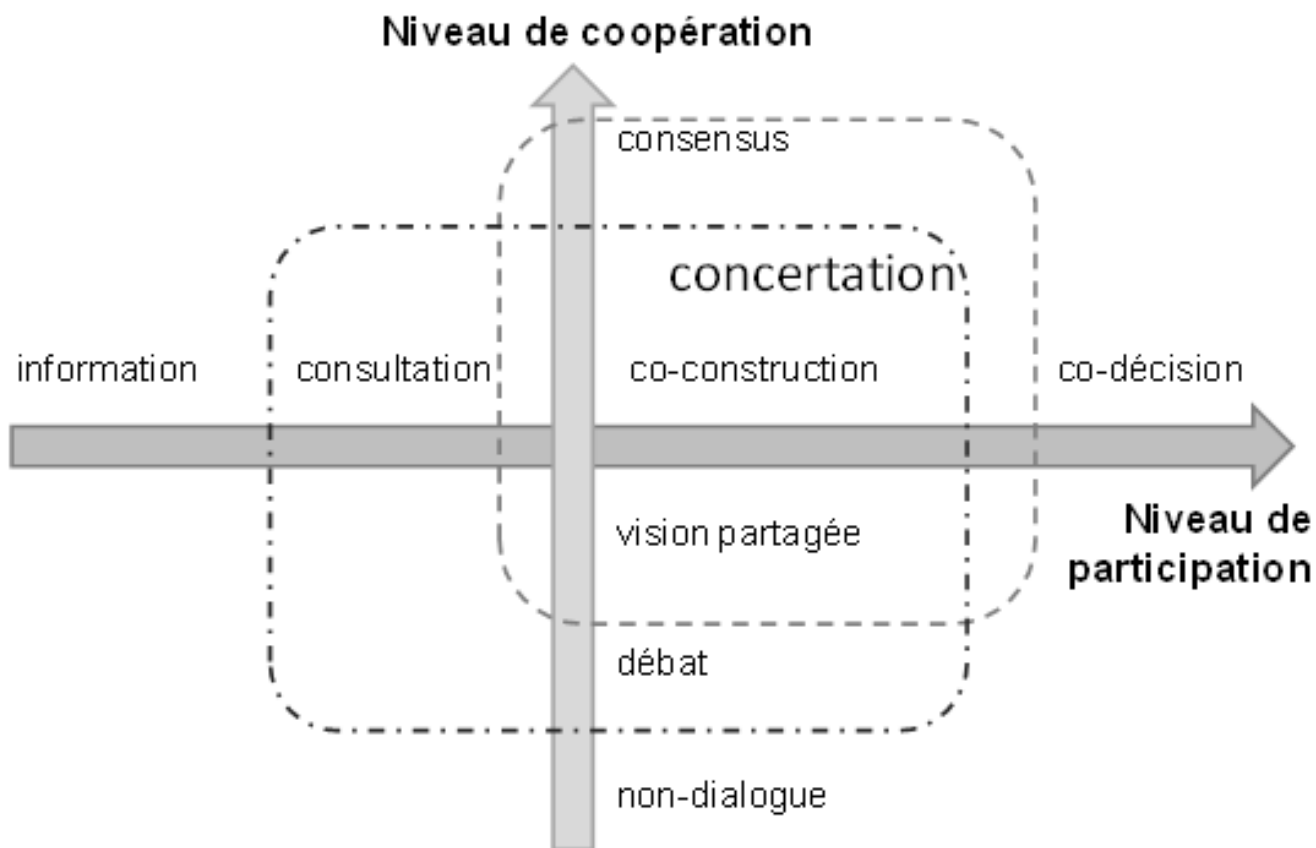 Niveau de coopération
consensus
concertation
information
consultation
co-construction
co-décision
Niveau de
participation
vision partagée
débat
non-dialogue